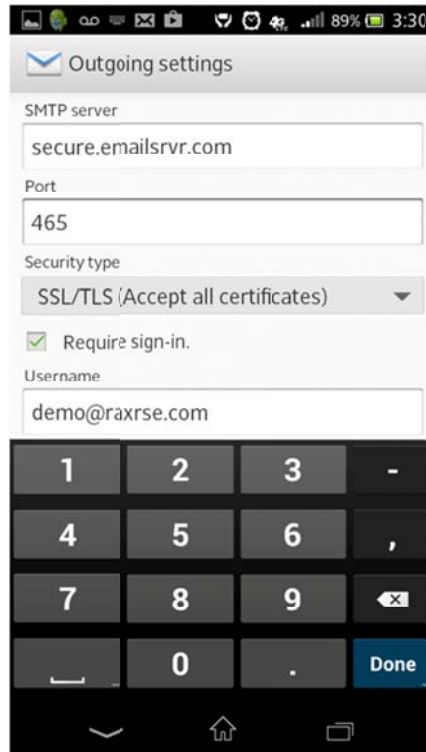 4G 89% 3:30
Outgoing settings
SMTP server
secure.emailsrvr.com
Port
465
Security type
SSL/TLS (Accept all certificates)
Require sign-in.
Username
demo@raxrse.com
1 2 3 -
4 5 6 ,
7 8 9
0 . Done